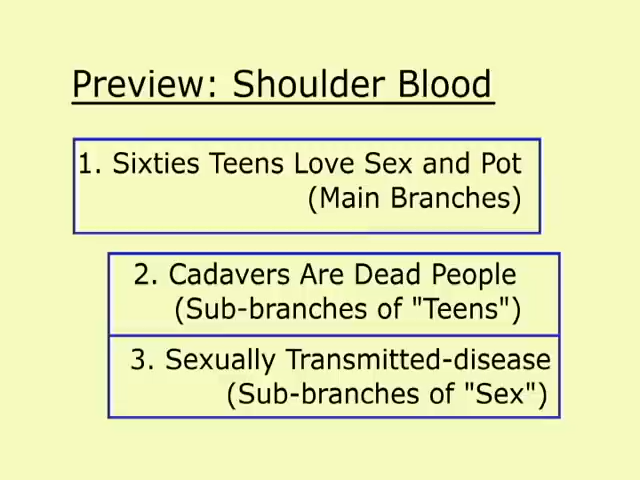 Preview: Shoulder Blood
1. Sixties Teens Love Sex and Pot
(Main Branches)
2. Cadavers Are Dead People
(Sub-branches of "Teens")
3. Sexually Transmitted-disease
(Sub-branches of "Sex")